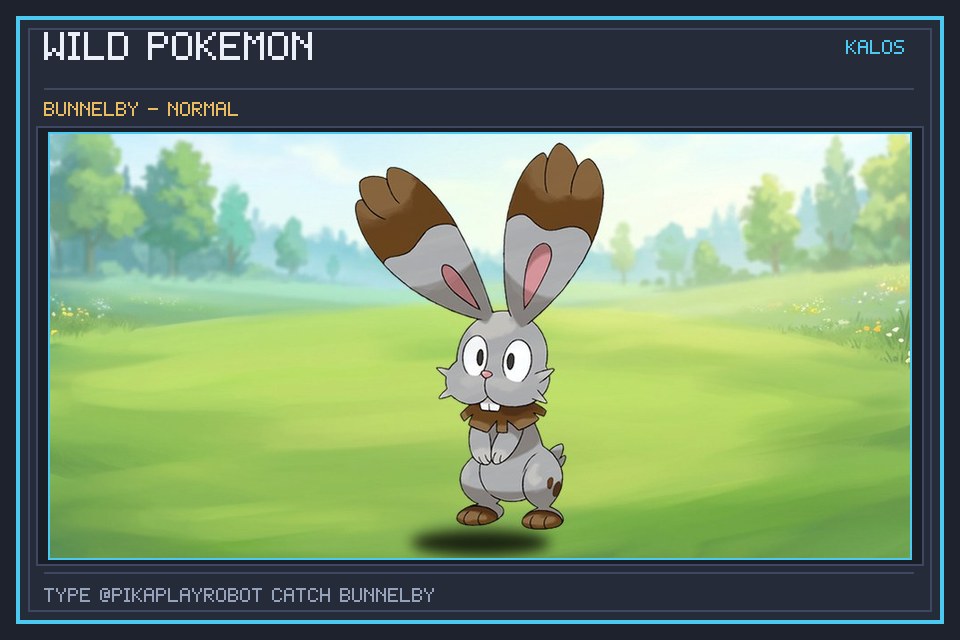 WILD POKEMON
KALOS
BUNNELBY - NORMAL
TYPE @PIKAPLAYROBOT CATCH BUNNELBY